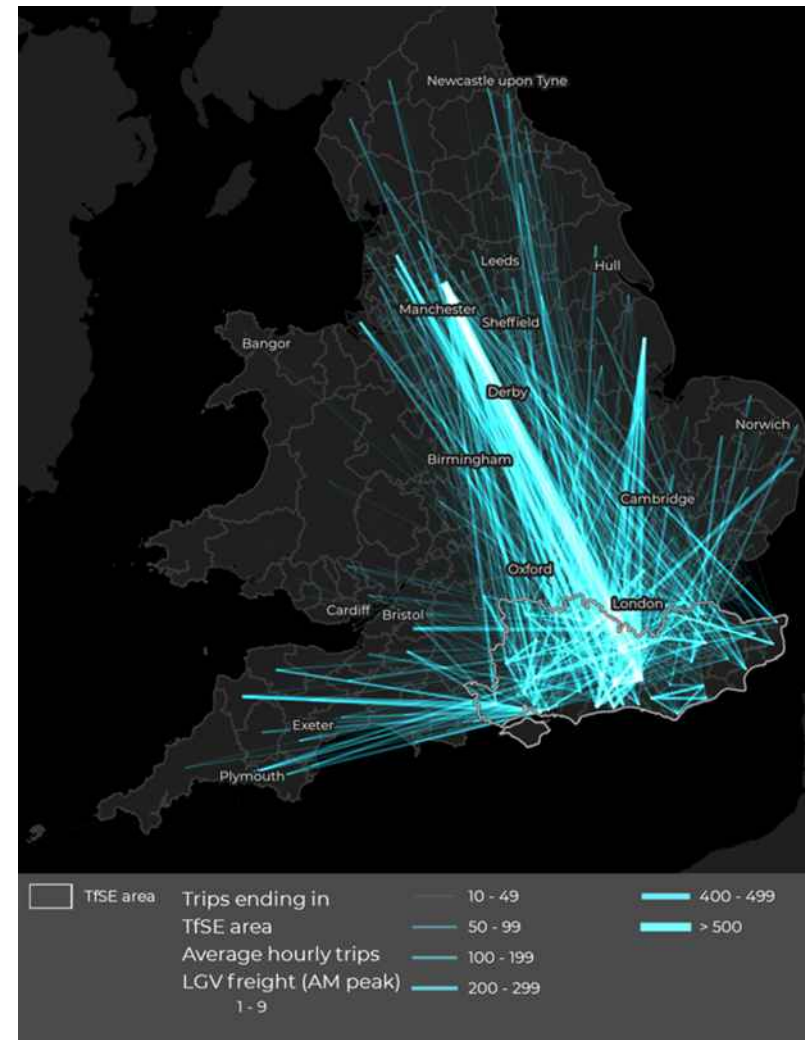 Newcastle upon Tyne
Leeds
Hull
Manchester
Sheffield
Bangor
Derby
Norwich
Birmingham
Cambridge
Oxford
London
Cardiff
Bristol
Exeter
Plymouth
TfSE area
Trips ending in
TfSE area
Average hourly trips
LGV freight (AM peak)
1 - 9
10 - 49
50 - 99
100 - 199
200 - 299
400 - 499
> 500